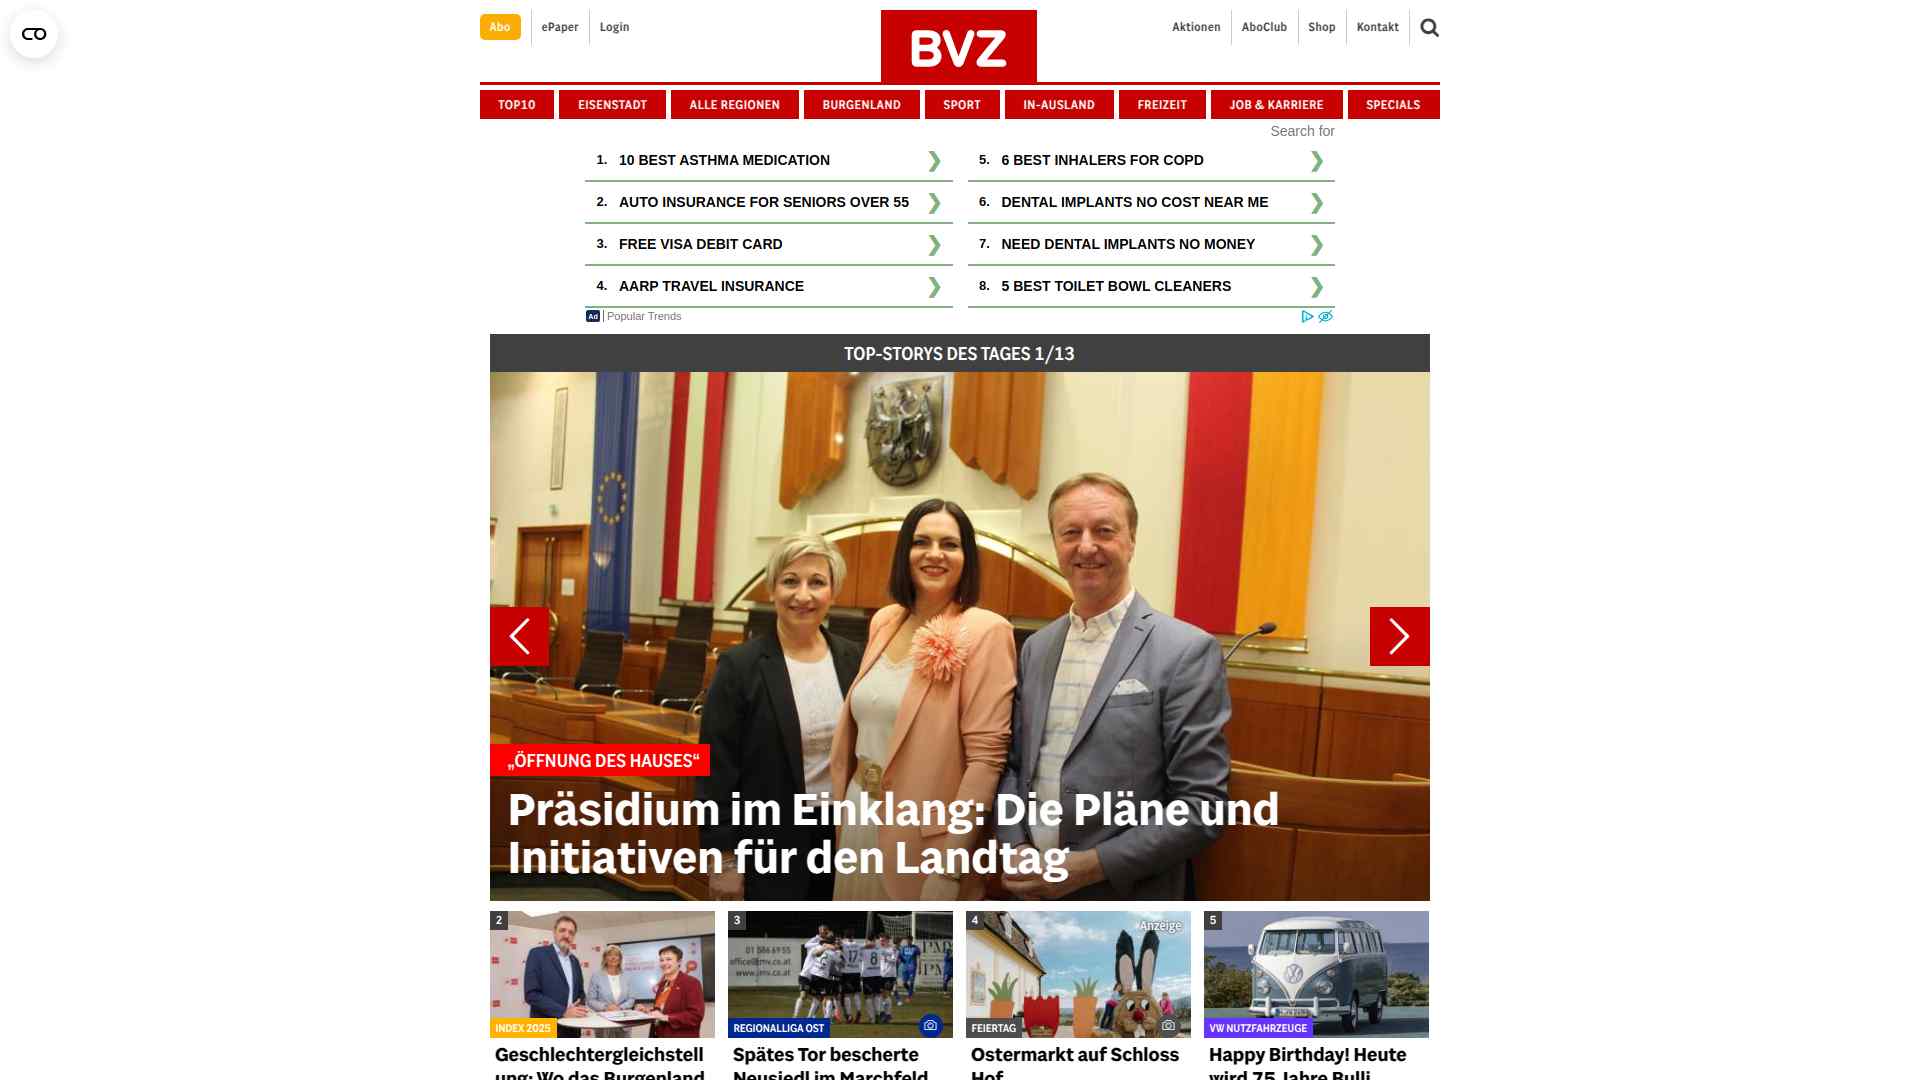 Abo
ePaper
Login
BVZ
Aktionen
AboClub
Shop
Kontakt
TOP10
EISENSTADT
ALLE REGIONEN
BURGENLAND
SPORT
IN-AUSLAND
FREIZEIT
JOB & KARRIERE
SPECIALS
Search for
1. 10 BEST ASTHMA MEDICATION
2. AUTO INSURANCE FOR SENIORS OVER 55
3. FREE VISA DEBIT CARD
4. AARP TRAVEL INSURANCE
5. 6 BEST INHALERS FOR COPD
6. DENTAL IMPLANTS NO COST NEAR ME
7. NEED DENTAL IMPLANTS NO MONEY
8. 5 BEST TOILET BOWL CLEANERS
Ad
Popular Trends
TOP-STORYS DES TAGES 1/13
„ÖFFNUNG DES HAUSES“
Präsidium im Einklang: Die Pläne und
Initiativen für den Landtag
2
INDEX 2025
Geschlechtergleichstell
ung: Wo das Burgenland
3
REGIONALLIGA OST
Spätes Tor bescherte
Neusiedl im Marchfeld
4
Anzeige
FEIERTAG
Ostermarkt auf Schloss
Hof
5
VW NUTZFAHRZEUGE
Happy Birthday! Heute
wird 75 Jahre Bulli